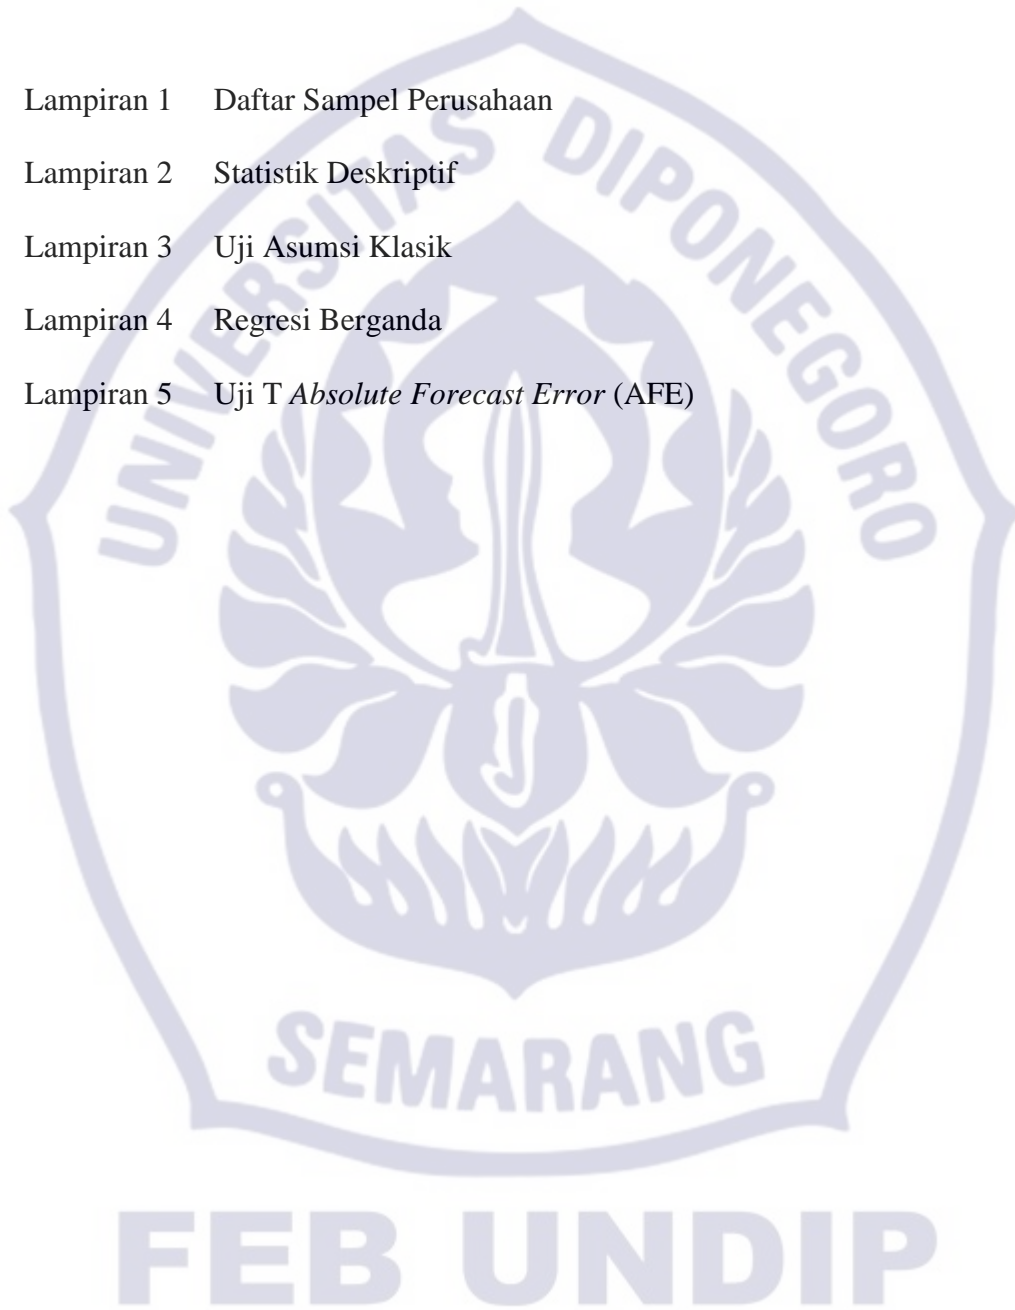 Lampiran 1 Daftar Sampel Perusahaan
Lampiran 2 Statistik Deskriptif
Lampiran 3 Uji Asumsi Klasik
Lampiran 4 Regresi Berganda
Lampiran 5 Uji T Absolute Forecast Error (AFE)
UNIVERSITAS DIPONEGORO
SEMARANG
FEB UNDIP